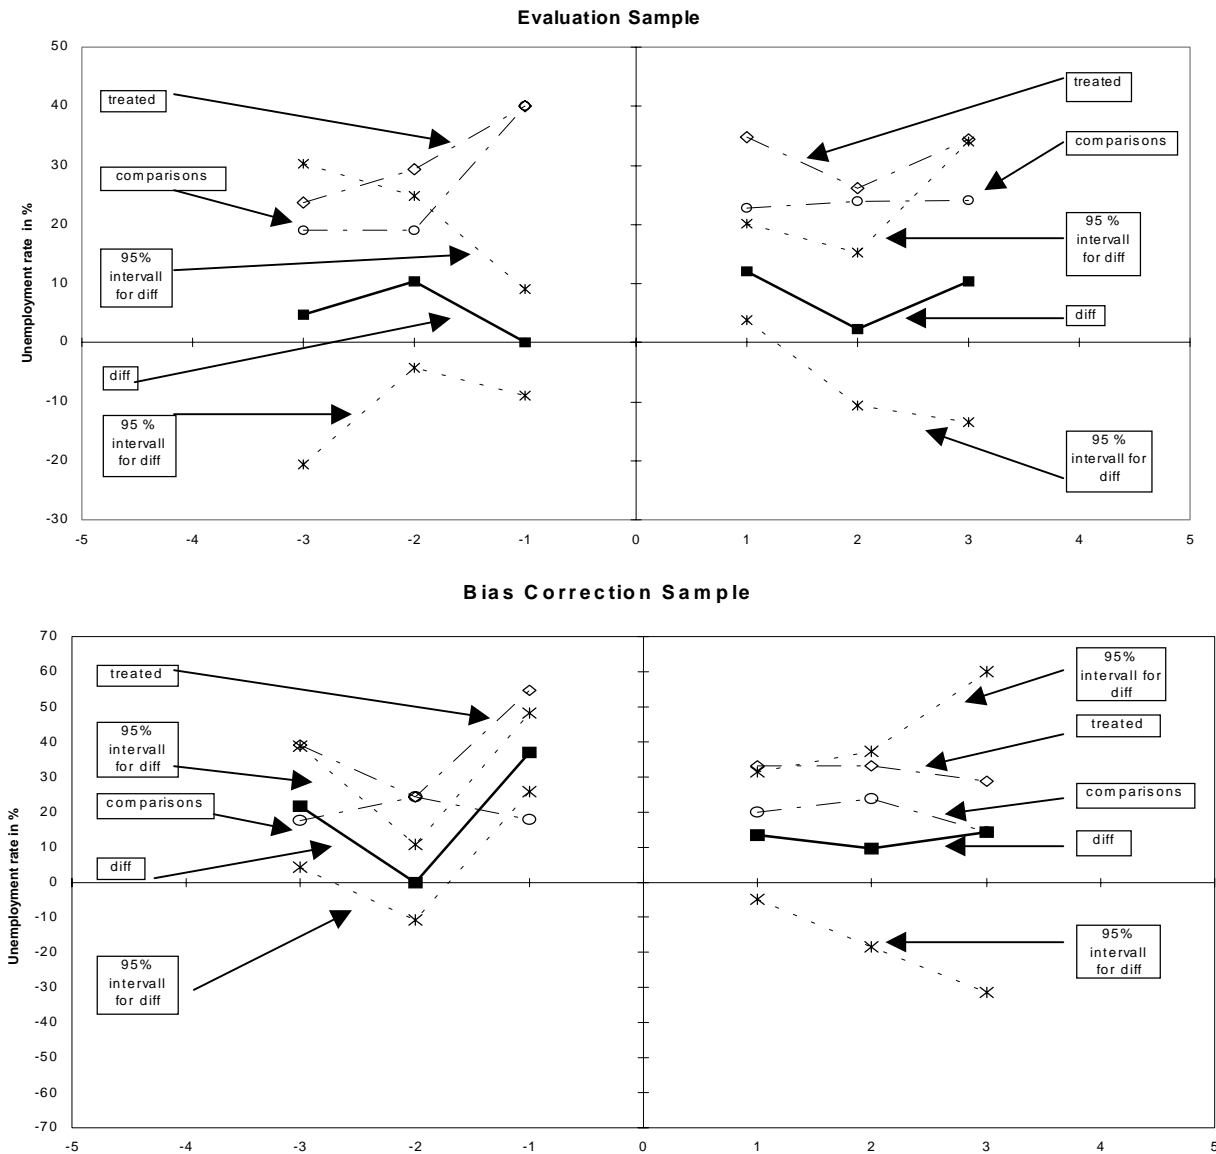 Evaluation Sample
Unemployment rate in %
50
40
30
20
10
0
-10
-20
-30
-5
-4
-3
-2
-1
0
1
2
3
4
5
treated
comparisons
95%
intervall
for diff
diff
95 %
intervall
for diff
treated
comparisons
95%
intervall
for diff
diff
95 %
intervall for
diff
Bias Correction Sample
Unemployment rate in %
70
60
50
40
30
20
10
0
-10
-20
-30
-40
-50
-60
-70
-5
-4
-3
-2
-1
0
1
2
3
4
5
treated
95%
intervall
for diff
comparisons
diff
95%
intervall
for diff
95%
intervall for
diff
treated
comparisons
diff
95%
intervall
for diff